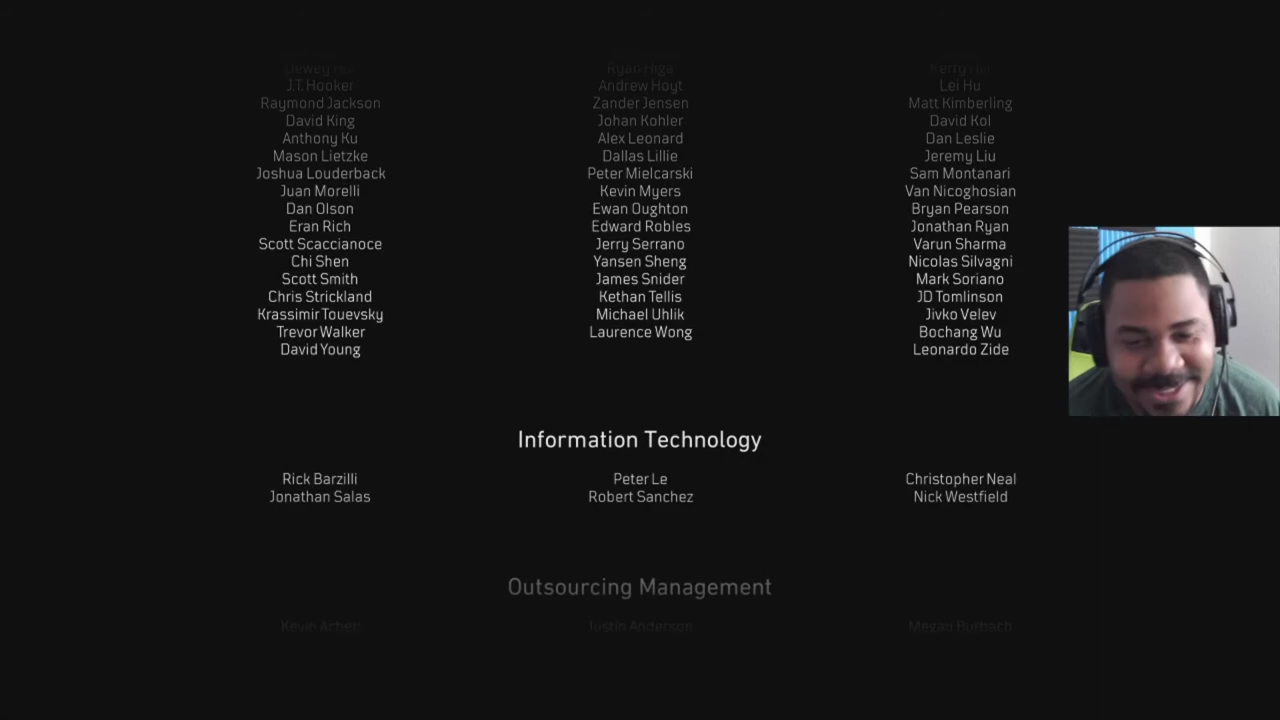 J.T. Hooker Andrew Hoyt Lei Hu
Raymond Jackson Zander Jensen Matt Kimberling
David King Johan Kohler David Kol
Anthony Ku Alex Leonard Dan Leslie
Mason Lietzke Dallas Lillie Jeremy Liu
Joshua Louderback Peter Mielcarski Sam Montanari
Juan Morelli Kevin Myers Van Nicoghosian
Dan Olson Ewan Oughton Bryan Pearson
Eran Rich Edward Robles Jonathan Ryan
Scott Scaccianoce Jerry Serrano Varun Sharma
Chi Shen Yansen Sheng Nicolas Silvagni
Scott Smith James Snider Mark Soriano
Chris Strickland Kethan Tellis JD Tomlinson
Krassimir Touevsky Michael Uhlik Jivko Velev
Trevor Walker Laurence Wong Bochang Wu
David Young Leonardo Zide
Information Technology
Rick Barzilli Peter Le Christopher Neal
Jonathan Salas Robert Sanchez Nick Westfield
Outsourcing Management
Justin Anderson Megan Burbach